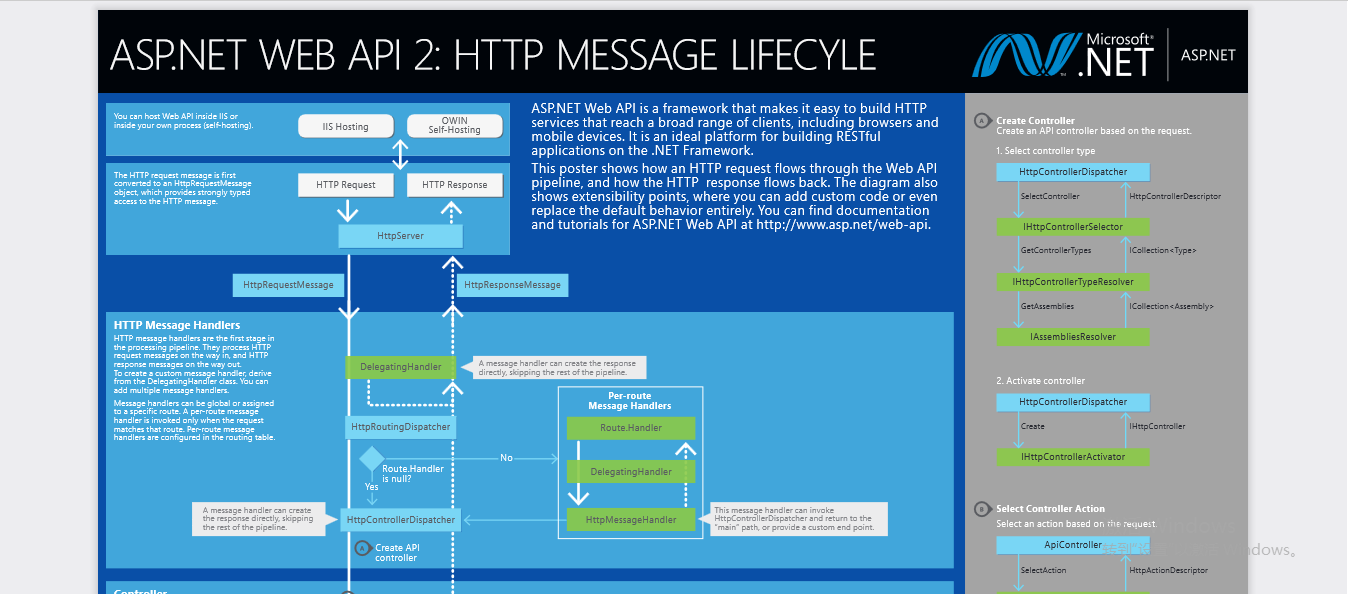 ASP.NET WEB API 2: HTTP MESSAGE LIFECYLE
Microsoft®
.NET
TM
ASP.NET
You can host Web API inside IIS or
inside your own process (self-hosting).
IIS Hosting
OWIN
Self-Hosting
The HTTP request message is first
converted to an HttpRequestMessage
object, which provides strongly typed
access to the HTTP message.
HTTP Request
HTTP Response
HttpServer
ASP.NET Web API is a framework that makes it easy to build HTTP
services that reach a broad range of clients, including browsers and
mobile devices. It is an ideal platform for building RESTful
applications on the .NET Framework.
This poster shows how an HTTP request flows through the Web API
pipeline, and how the HTTP response flows back. The diagram also
shows extensibility points, where you can add custom code or even
replace the default behavior entirely. You can find documentation
and tutorials for ASP.NET Web API at http://www.asp.net/web-api.
HttpRequestMessage
HttpResponseMessage
HTTP Message Handlers
HTTP message handlers are the first stage in
the processing pipeline. They process HTTP
request messages on the way in, and HTTP
response messages on the way out.
To create a custom message handler, derive
from the DelegatingHandler class. You can
add multiple message handlers.
Message handlers can be global or assigned
to a specific route. A per-route message
handler is invoked only when the request
matches that route. Per-route message
handlers are configured in the routing table.
DelegatingHandler
A message handler can create the response
directly, skipping the rest of the pipeline.
HttpRoutingDispatcher
Route.Handler
is null?
No
Yes
Per-route
Message Handlers
Route.Handler
DelegatingHandler
HttpMessageHandler
A message handler can create
the response directly, skipping
the rest of the pipeline.
HttpControllerDispatcher
This message handler can invoke
HttpControllerDispatcher and return to the
"main" path, or provide a custom end point.
A
Create API
controller
Controller
A
Create Controller
Create an API controller based on the request.
1. Select controller type
HttpControllerDispatcher
SelectController
HttpControllerDescriptor
IHttpControllerSelector
GetControllerTypes
ICollection<Type>
IHttpControllerTypeResolver
GetAssemblies
ICollection<Assembly>
IAssembliesResolver
2. Activate controller
HttpControllerDispatcher
Create
IHttpController
IHttpControllerActivator
B
Select Controller Action
Select an action based on the request.
ApiController
SelectAction
HttpActionDescriptor